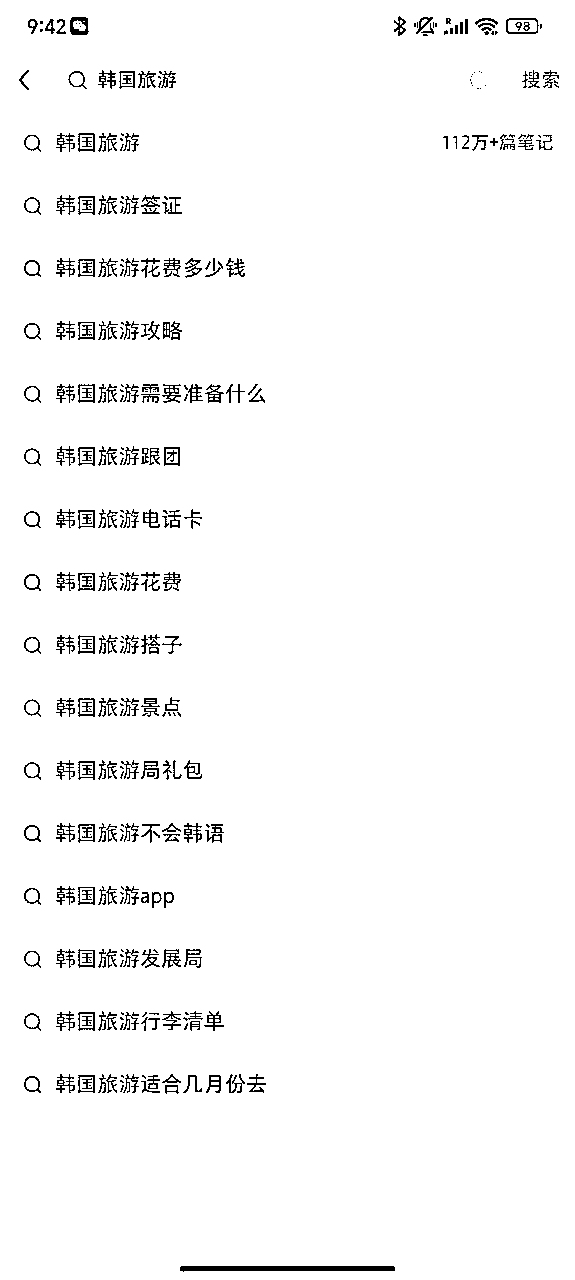 9:42
98
韩国旅游
搜索
韩国旅游 112万+篇笔记
韩国旅游签证
韩国旅游花费多少钱
韩国旅游攻略
韩国旅游需要准备什么
韩国旅游跟团
韩国旅游电话卡
韩国旅游花费
韩国旅游搭子
韩国旅游景点
韩国旅游局礼包
韩国旅游不会韩语
韩国旅游app
韩国旅游发展局
韩国旅游行李清单
韩国旅游适合几月份去